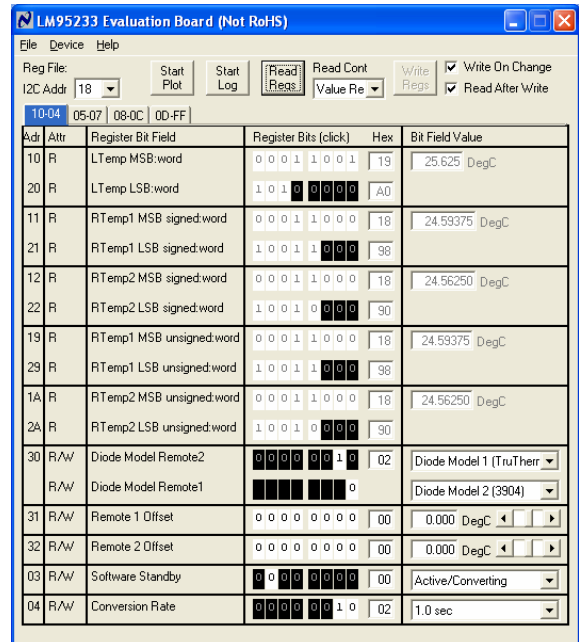 LM95233 Evaluation Board (Not RoHS)
File Device Help
Reg File:
I2C Addr 18
Start Plot
Start Log
Read Regs
Read Cont
Value Re
Write Regs
Write On Change
Read After Write
10-04 05-07 08-0C 0D-FF
Adr Attr Register Bit Field Register Bits (click) Hex Bit Field Value
10 R LTemp MSB:word 0 0 0 1 1 0 0 1 19 25.625 DegC
20 R LTemp LSB:word 1 0 1 0 0 0 0 0 A0
11 R RTemp1 MSB signed:word 0 0 0 1 1 0 0 0 18 24.59375 DegC
21 R RTemp1 LSB signed:word 1 0 0 1 1 0 0 0 98
12 R RTemp2 MSB signed:word 0 0 0 1 1 0 0 0 18 24.56250 DegC
22 R RTemp2 LSB signed:word 1 0 0 1 0 0 0 0 90
19 R RTemp1 MSB unsigned:word 0 0 0 1 1 0 0 0 18 24.59375 DegC
29 R RTemp1 LSB unsigned:word 1 0 0 1 1 0 0 0 98
1A R RTemp2 MSB unsigned:word 0 0 0 1 1 0 0 0 18 24.56250 DegC
2A R RTemp2 LSB unsigned:word 1 0 0 1 0 0 0 0 90
30 R/W Diode Model Remote2 0 0 0 0 0 0 1 0 02 Diode Model 1 (TruTherr
R/W Diode Model Remote1 0 Diode Model 2 (3904)
31 R/W Remote 1 Offset 0 0 0 0 0 0 0 0 00 0.000 DegC
32 R/W Remote 2 Offset 0 0 0 0 0 0 0 0 00 0.000 DegC
03 R/W Software Standby 0 0 0 0 0 0 0 0 00 Active/Converting
04 R/W Conversion Rate 0 0 0 0 0 0 1 0 02 1.0 sec